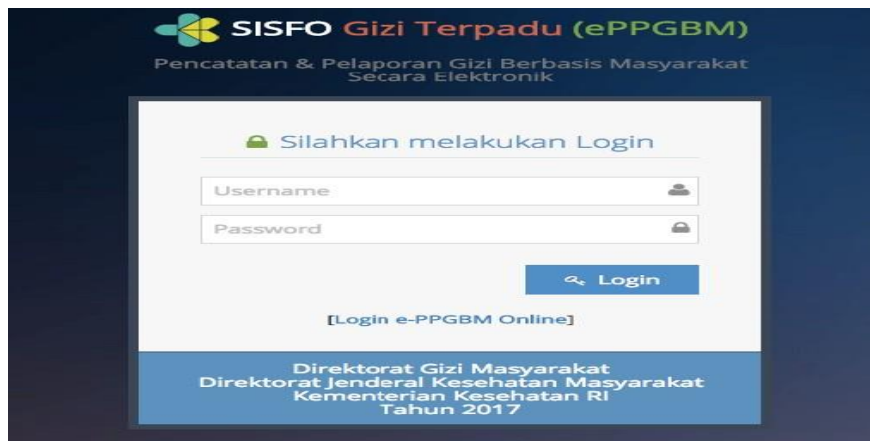 SISFO Gizi Terpadu (ePPGBM)
Pencatatan & Pelaporan Gizi Berbasis Masyarakat
Secara Elektronik
Silahkan melakukan Login
Username
Password
Login
[Login e-PPGBM Online]
Direktorat Gizi Masyarakat
Direktorat Jenderal Kesehatan Masyarakat
Kementerian Kesehatan RI
Tahun 2017